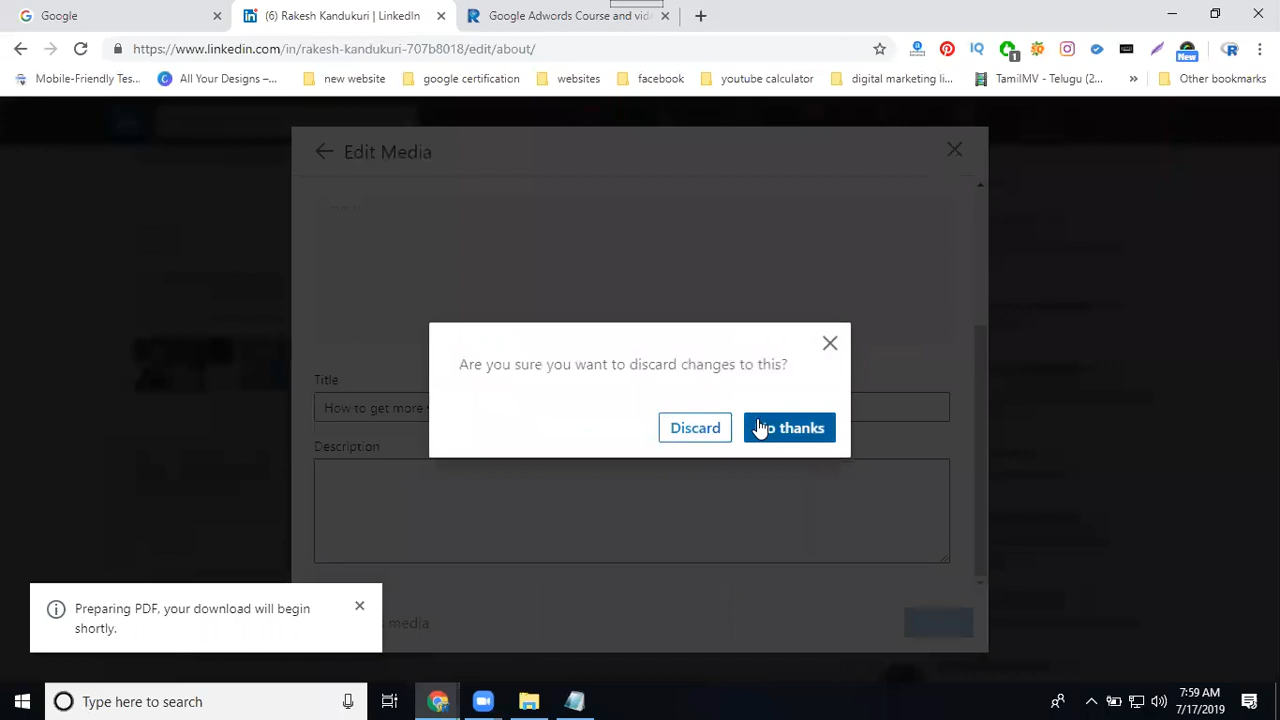 Google
(6) Rakesh Kandukuri | LinkedIn
Google Adwords Course and vid
https://www.linkedin.com/in/rakesh-kandukuri-707b8018/edit/about/
1
New
Mobile-Friendly Tes...
All Your Designs –...
new website
google certification
websites
facebook
youtube calculator
digital marketing li...
TamilMV - Telugu (2...
»
Other bookmarks
Edit Media
Are you sure you want to discard changes to this?
Title
How to get more
Discard
thanks
Description
Preparing PDF, your download will begin
shortly.
media
Type here to search
7:59 AM
7/17/2019